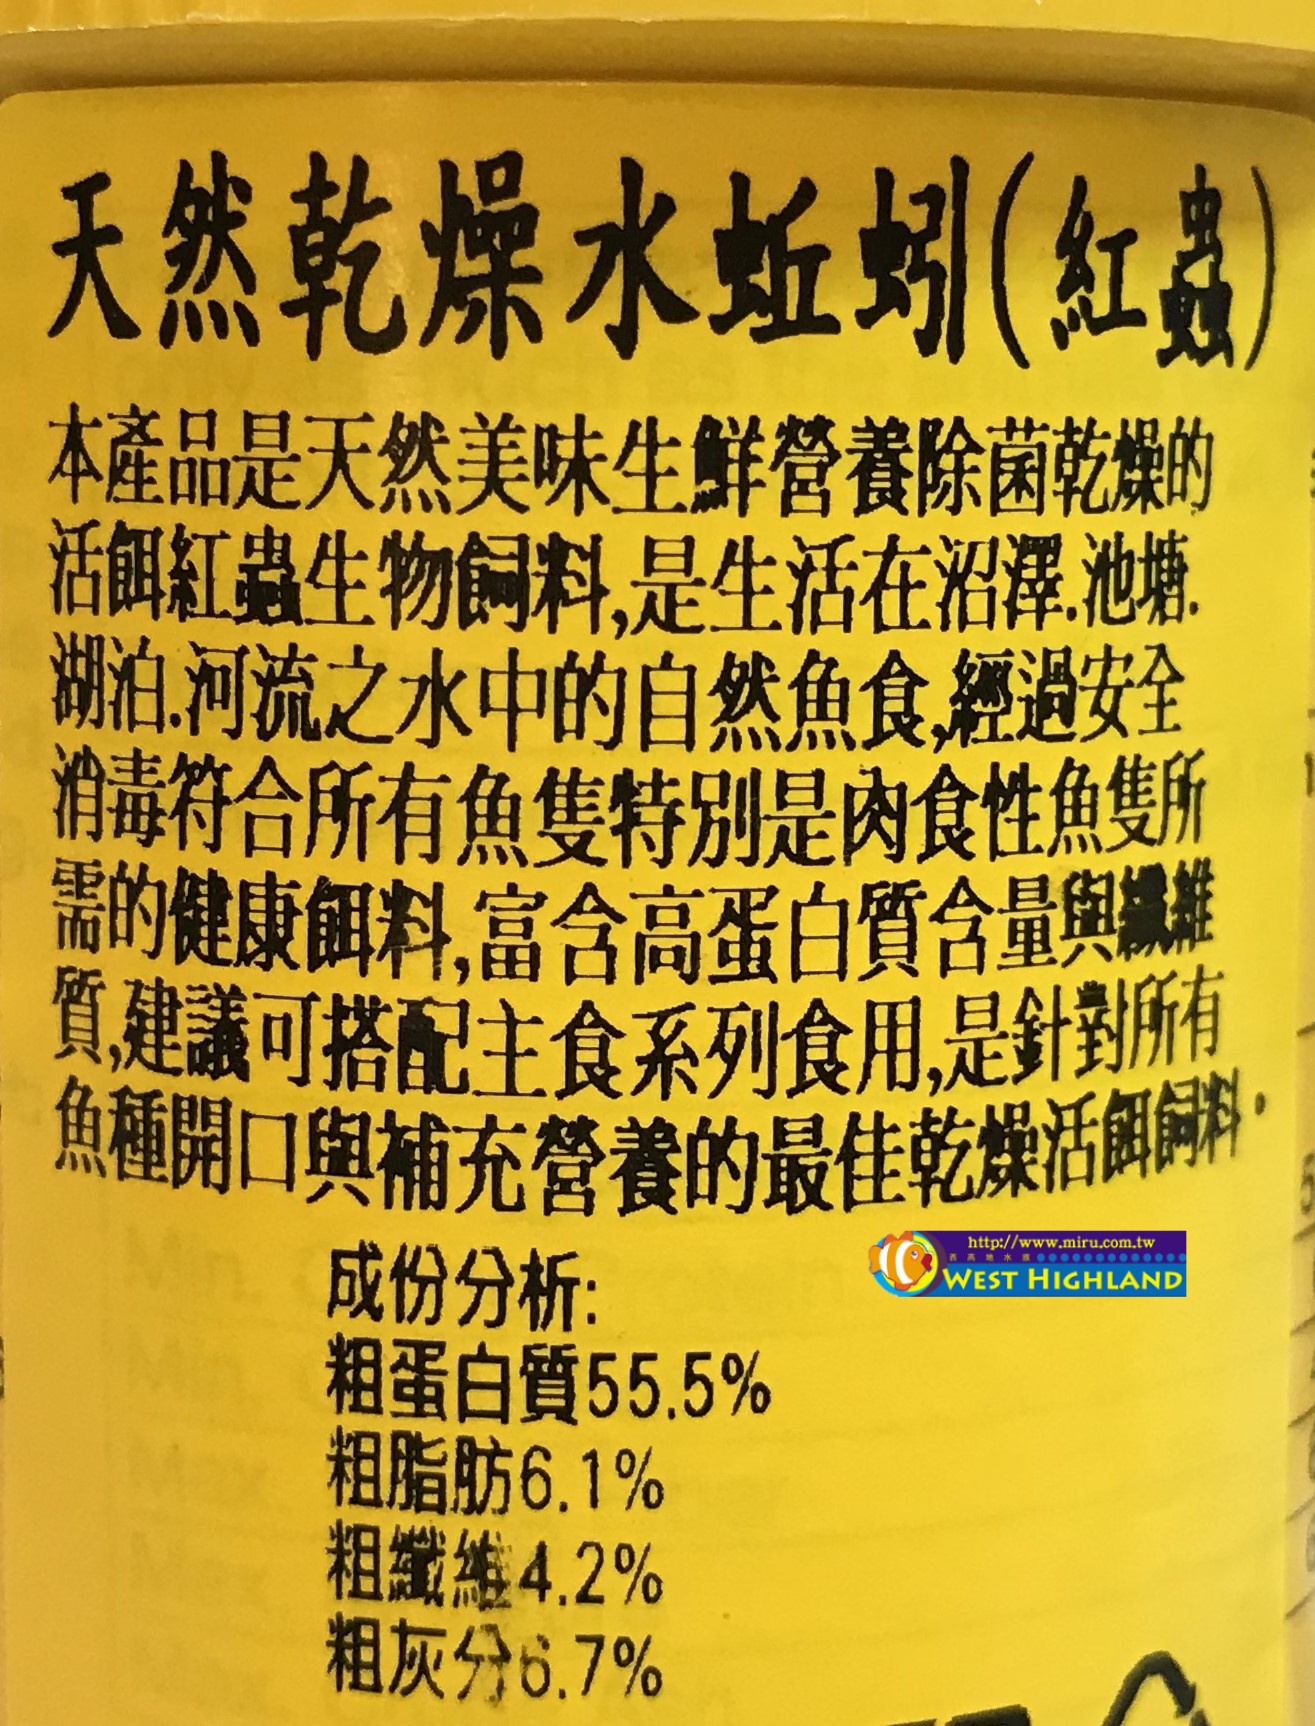 天然乾燥水蚯蚓(紅蟲)
本產品是天然美味生鮮營養除菌乾燥的
活餌紅蟲生物飼料,是生活在沼澤.池塘.
湖泊.河流之水中的自然魚食,經過安全
消毒符合所有魚隻特別是肉食性魚隻所
需的健康餌料,富含高蛋白質含量與纖維
質,建議可搭配主食系列食用,是針對所有
魚種開口與補充營養的最佳乾燥活餌飼料·
http://www.miru.com.tw
西高地水族
WEST HIGHLAND
成份分析:
粗蛋白質55.5%
粗脂肪6.1%
粗纖維4.2%
粗灰分6.7%